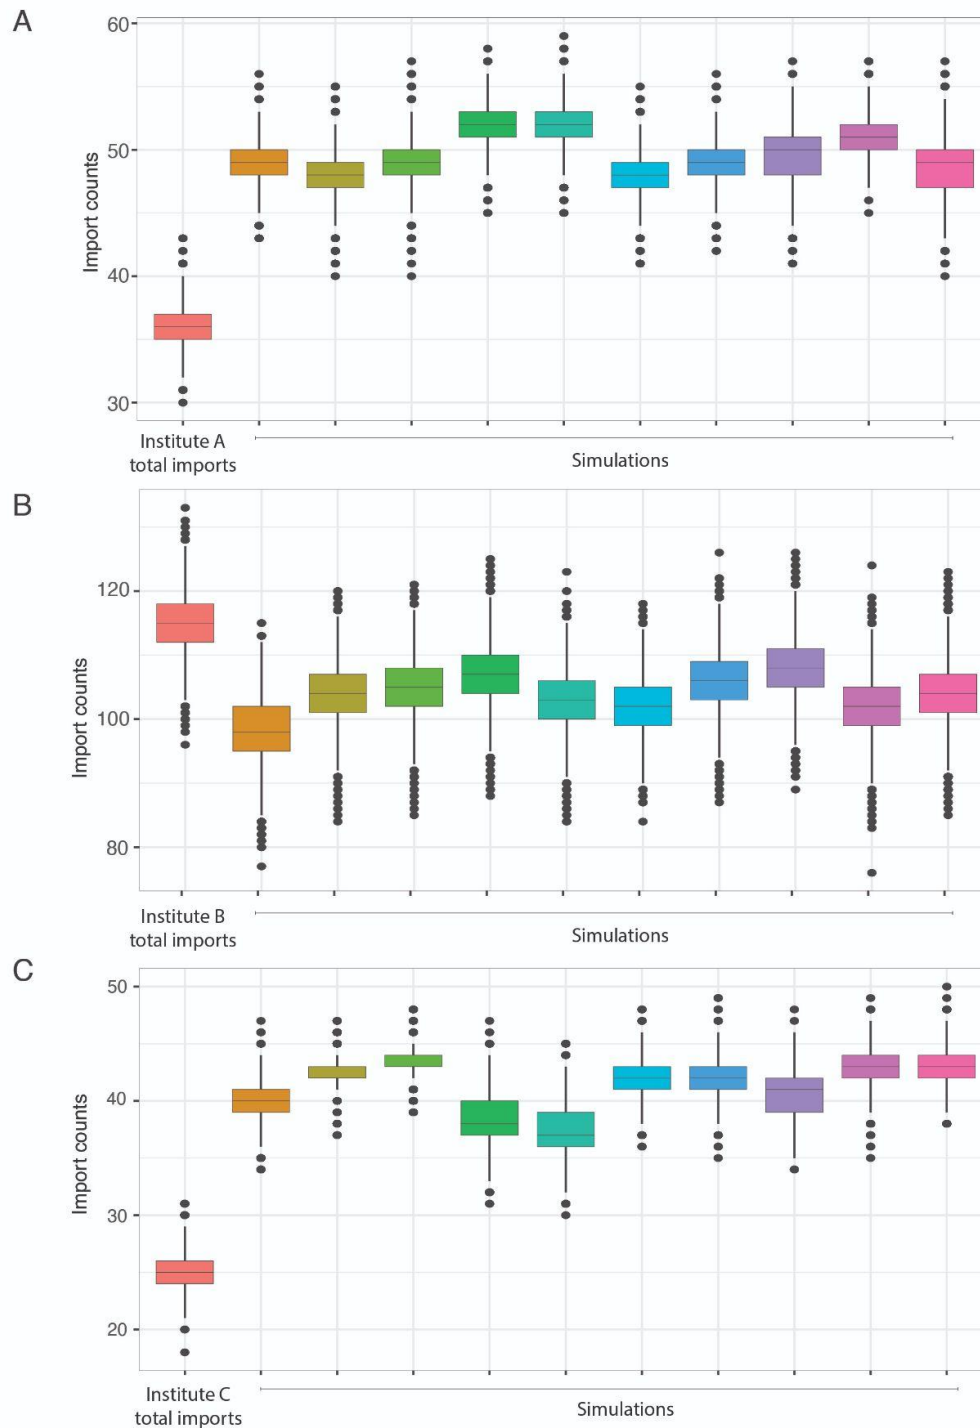 A
60
50
40
30
Import counts
Institute A
total imports
Simulations
B
120
100
80
Import counts
Institute B
total imports
Simulations
C
50
40
30
20
Import counts
Institute C
total imports
Simulations